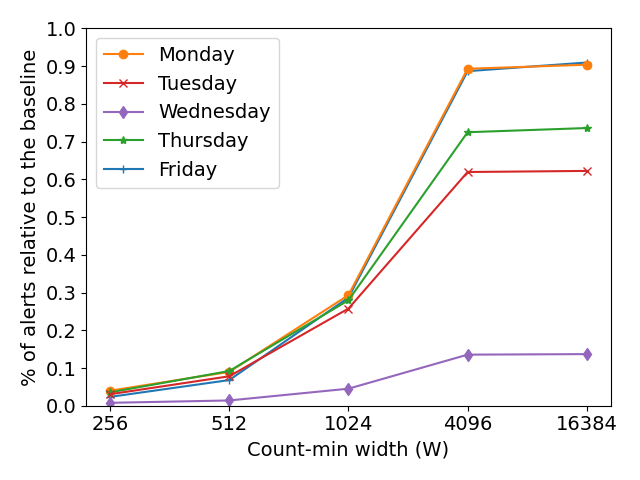 % of alerts relative to the baseline
1.0
0.9
0.8
0.7
0.6
0.5
0.4
0.3
0.2
0.1
0.0
Monday
Tuesday
Wednesday
Thursday
Friday
256 512 1024 4096 16384
Count-min width (W)